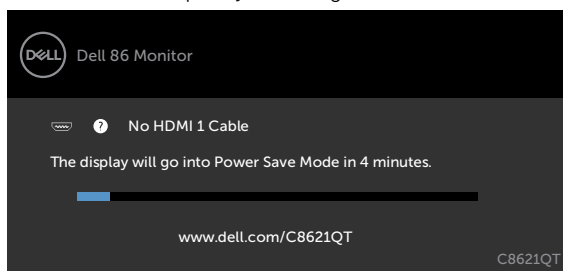 DELL Dell 86 Monitor
? No HDMI 1 Cable
The display will go into Power Save Mode in 4 minutes.
www.dell.com/C8621QT
C8621QT